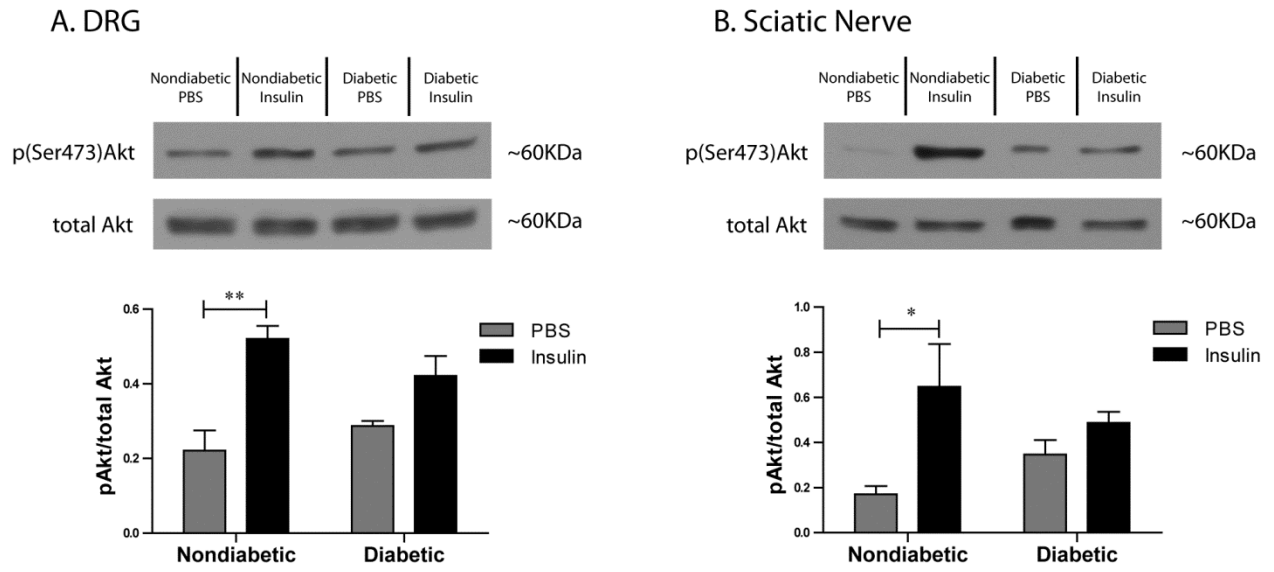 A. DRG
Nondiabetic PBS
Nondiabetic Insulin
Diabetic PBS
Diabetic Insulin
p(Ser473)Akt
~60KDa
total Akt
~60KDa
**
0.6
0.4
0.2
0.0
pAkt/total Akt
PBS
Insulin
Nondiabetic
Diabetic
B. Sciatic Nerve
Nondiabetic PBS
Nondiabetic Insulin
Diabetic PBS
Diabetic Insulin
p(Ser473)Akt
~60KDa
total Akt
~60KDa
*
1.0
0.8
0.6
0.4
0.2
0.0
pAkt/total Akt
PBS
Insulin
Nondiabetic
Diabetic